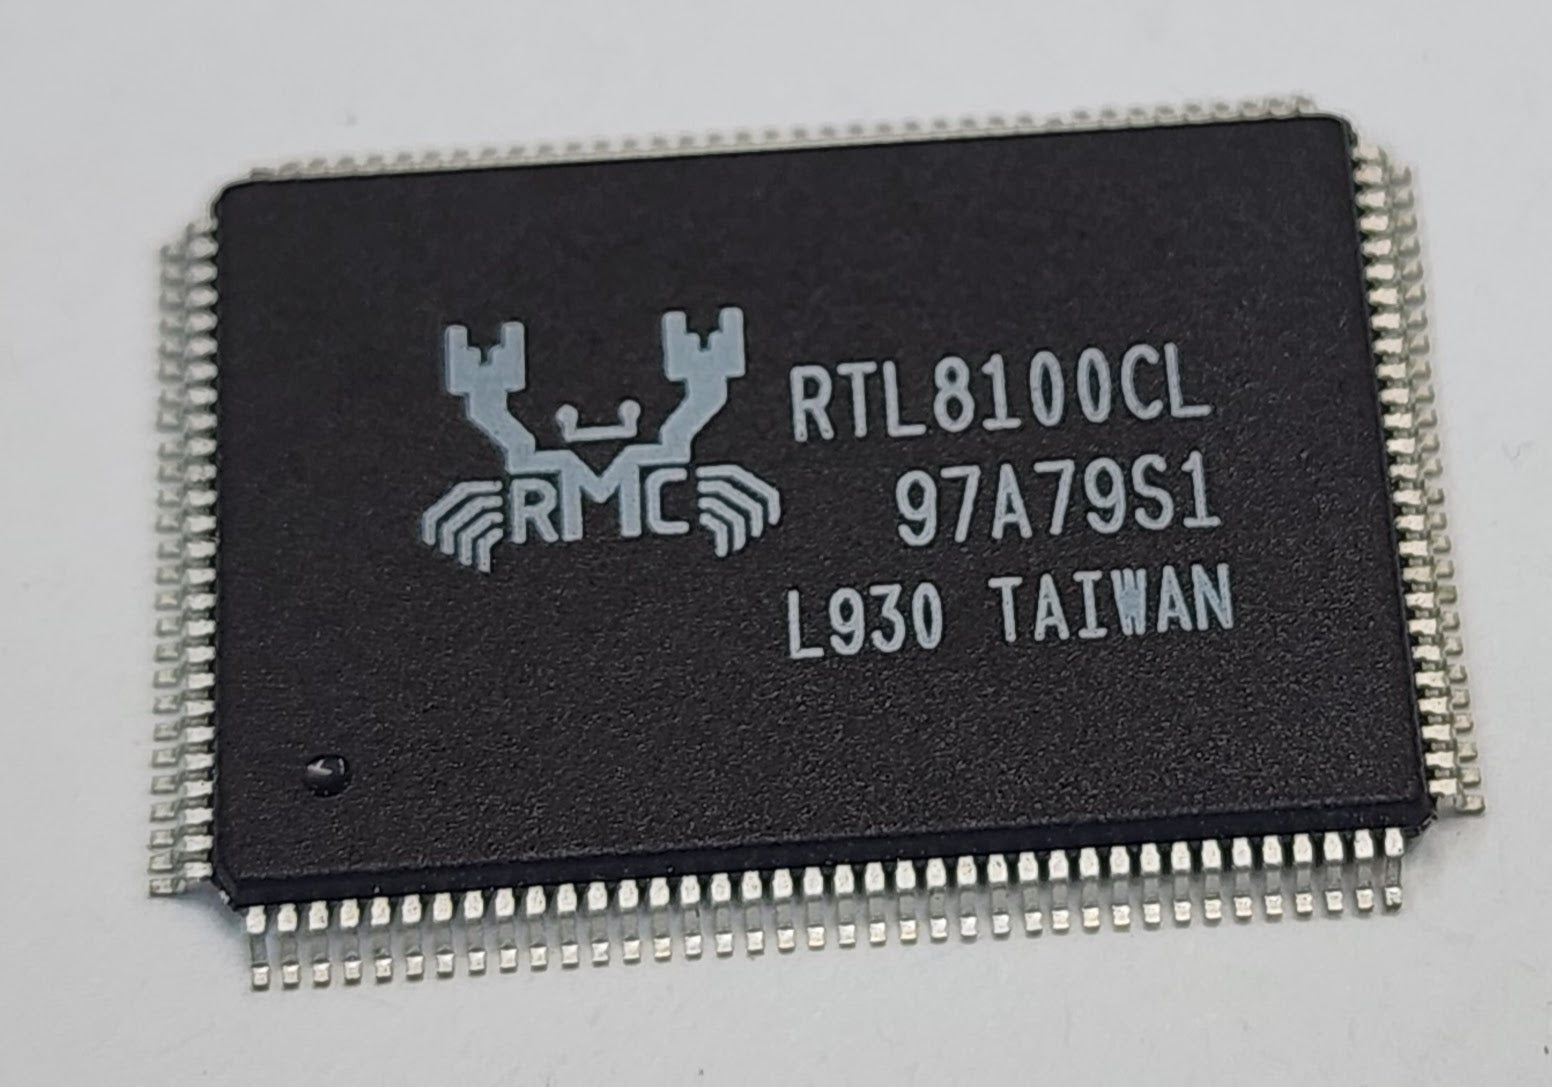 RMC
RTL8100CL
97A79S1
L930 TAIWAN